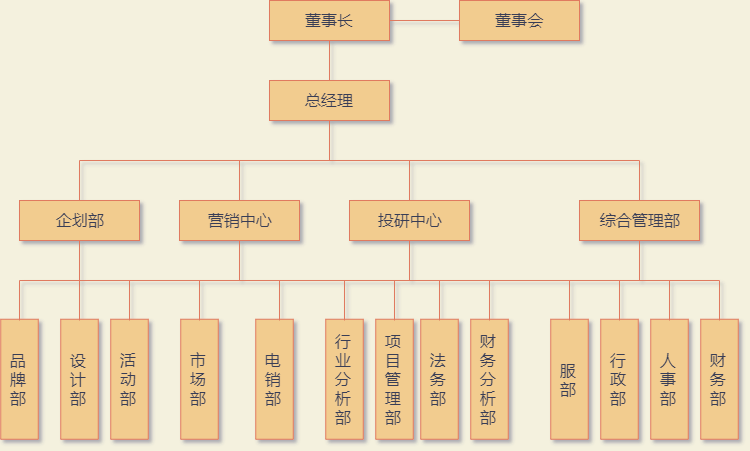 董事长
董事会
总经理
企划部
营销中心
投研中心
综合管理部
品牌部
设计部
活动部
市场部
电销部
行业分析部
项目管理部
法务部
财务分析部
服部
行政部
人事部
财务部